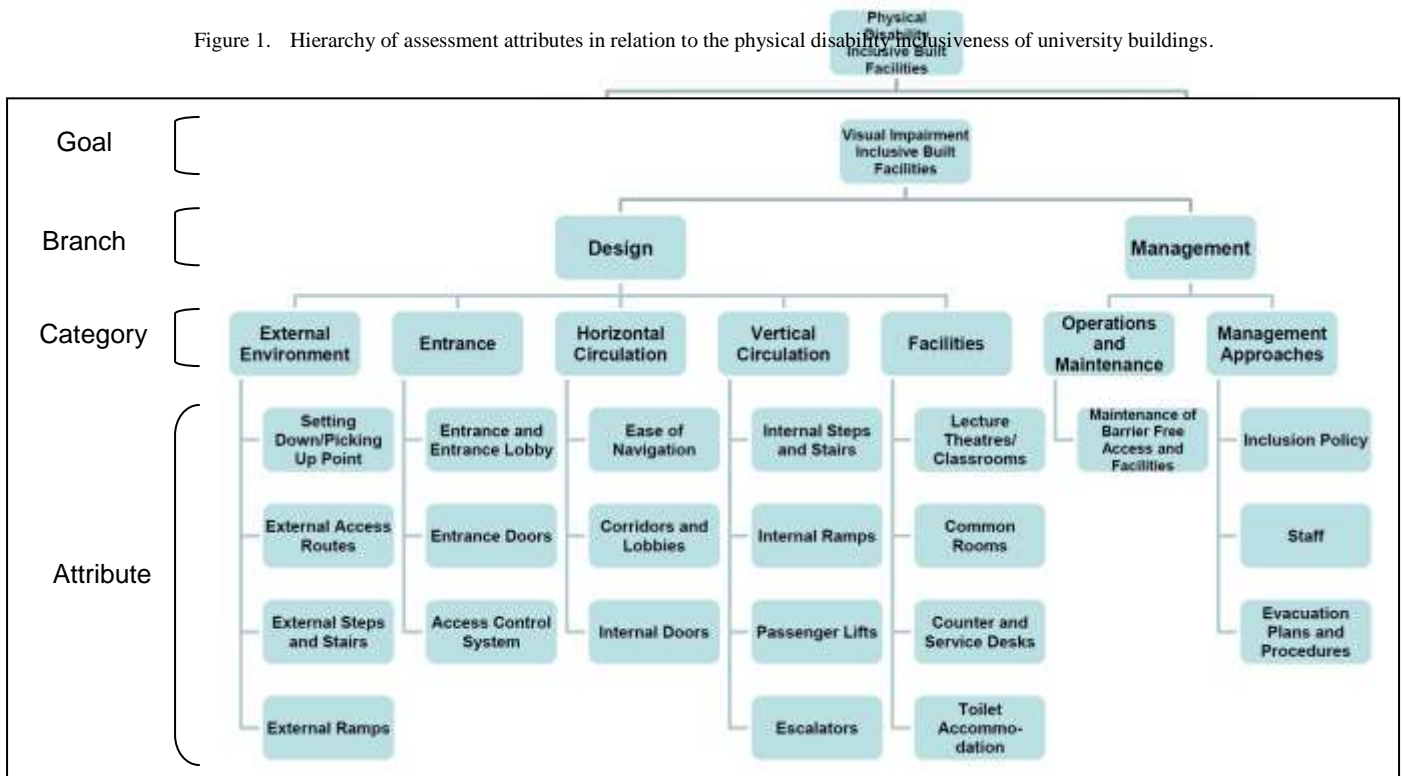 Physical
Disability
Inclusive Built
Facilities
Figure 1. Hierarchy of assessment attributes in relation to the physical disability inclusiveness of university buildings.
Goal
Visual Impairment
Inclusive Built
Facilities
Branch
Design
Management
Category
External
Environment
Entrance
Horizontal
Circulation
Vertical
Circulation
Facilities
Operations
and
Maintenance
Management
Approaches
Attribute
Setting
Down/Picking
Up Point
Entrance and
Entrance Lobby
Ease of
Navigation
Internal Steps
and Stairs
Lecture
Theatres/
Classrooms
Maintenance of
Barrier Free
Access and
Facilities
Inclusion Policy
External Access
Routes
Entrance Doors
Corridors and
Lobbies
Internal Ramps
Common
Rooms
Staff
External Steps
and Stairs
Access Control
System
Internal Doors
Passenger Lifts
Counter and
Service Desks
Evacuation
Plans and
Procedures
External Ramps
Escalators
Toilet
Accommo-
dation